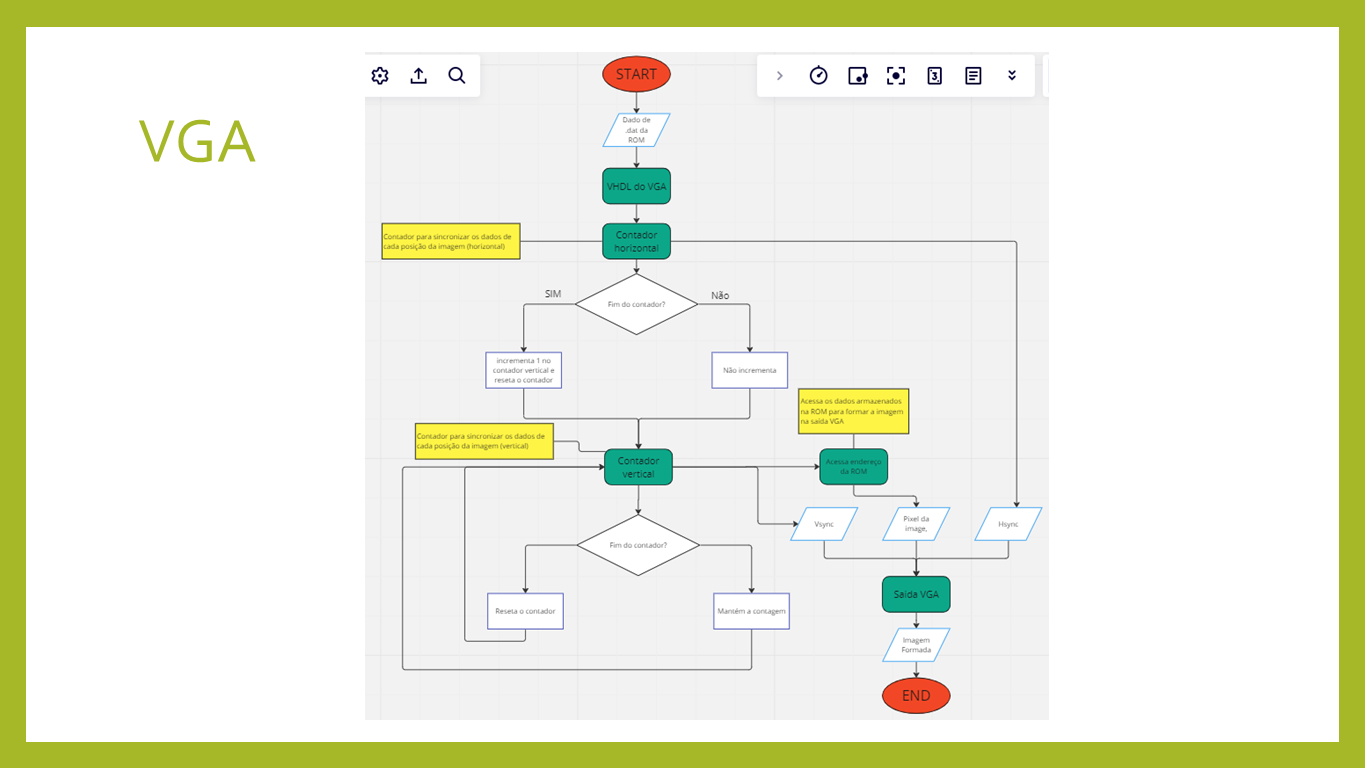 VGA
START
Dado de
.dat da
ROM
VHDL do VGA
Contador
horizontal
Contador para sincronizar os dados de
cada posição da imagem (horizontal)
Fim do contador?
SIM
Não
incrementa 1 no
contador vertical e
reseta o contador
Não incrementa
Acessa os dados armazenados
na ROM para formar a imagem
na saída VGA
Contador para sincronizar os dados de
cada posição da imagem (vertical)
Contador
vertical
Acessa endereço
da ROM
Vsync
Pixel da
image,
Hsync
Fim do contador?
Reseta o contador
Mantém a contagem
Saída VGA
Imagem
Formada
END
3